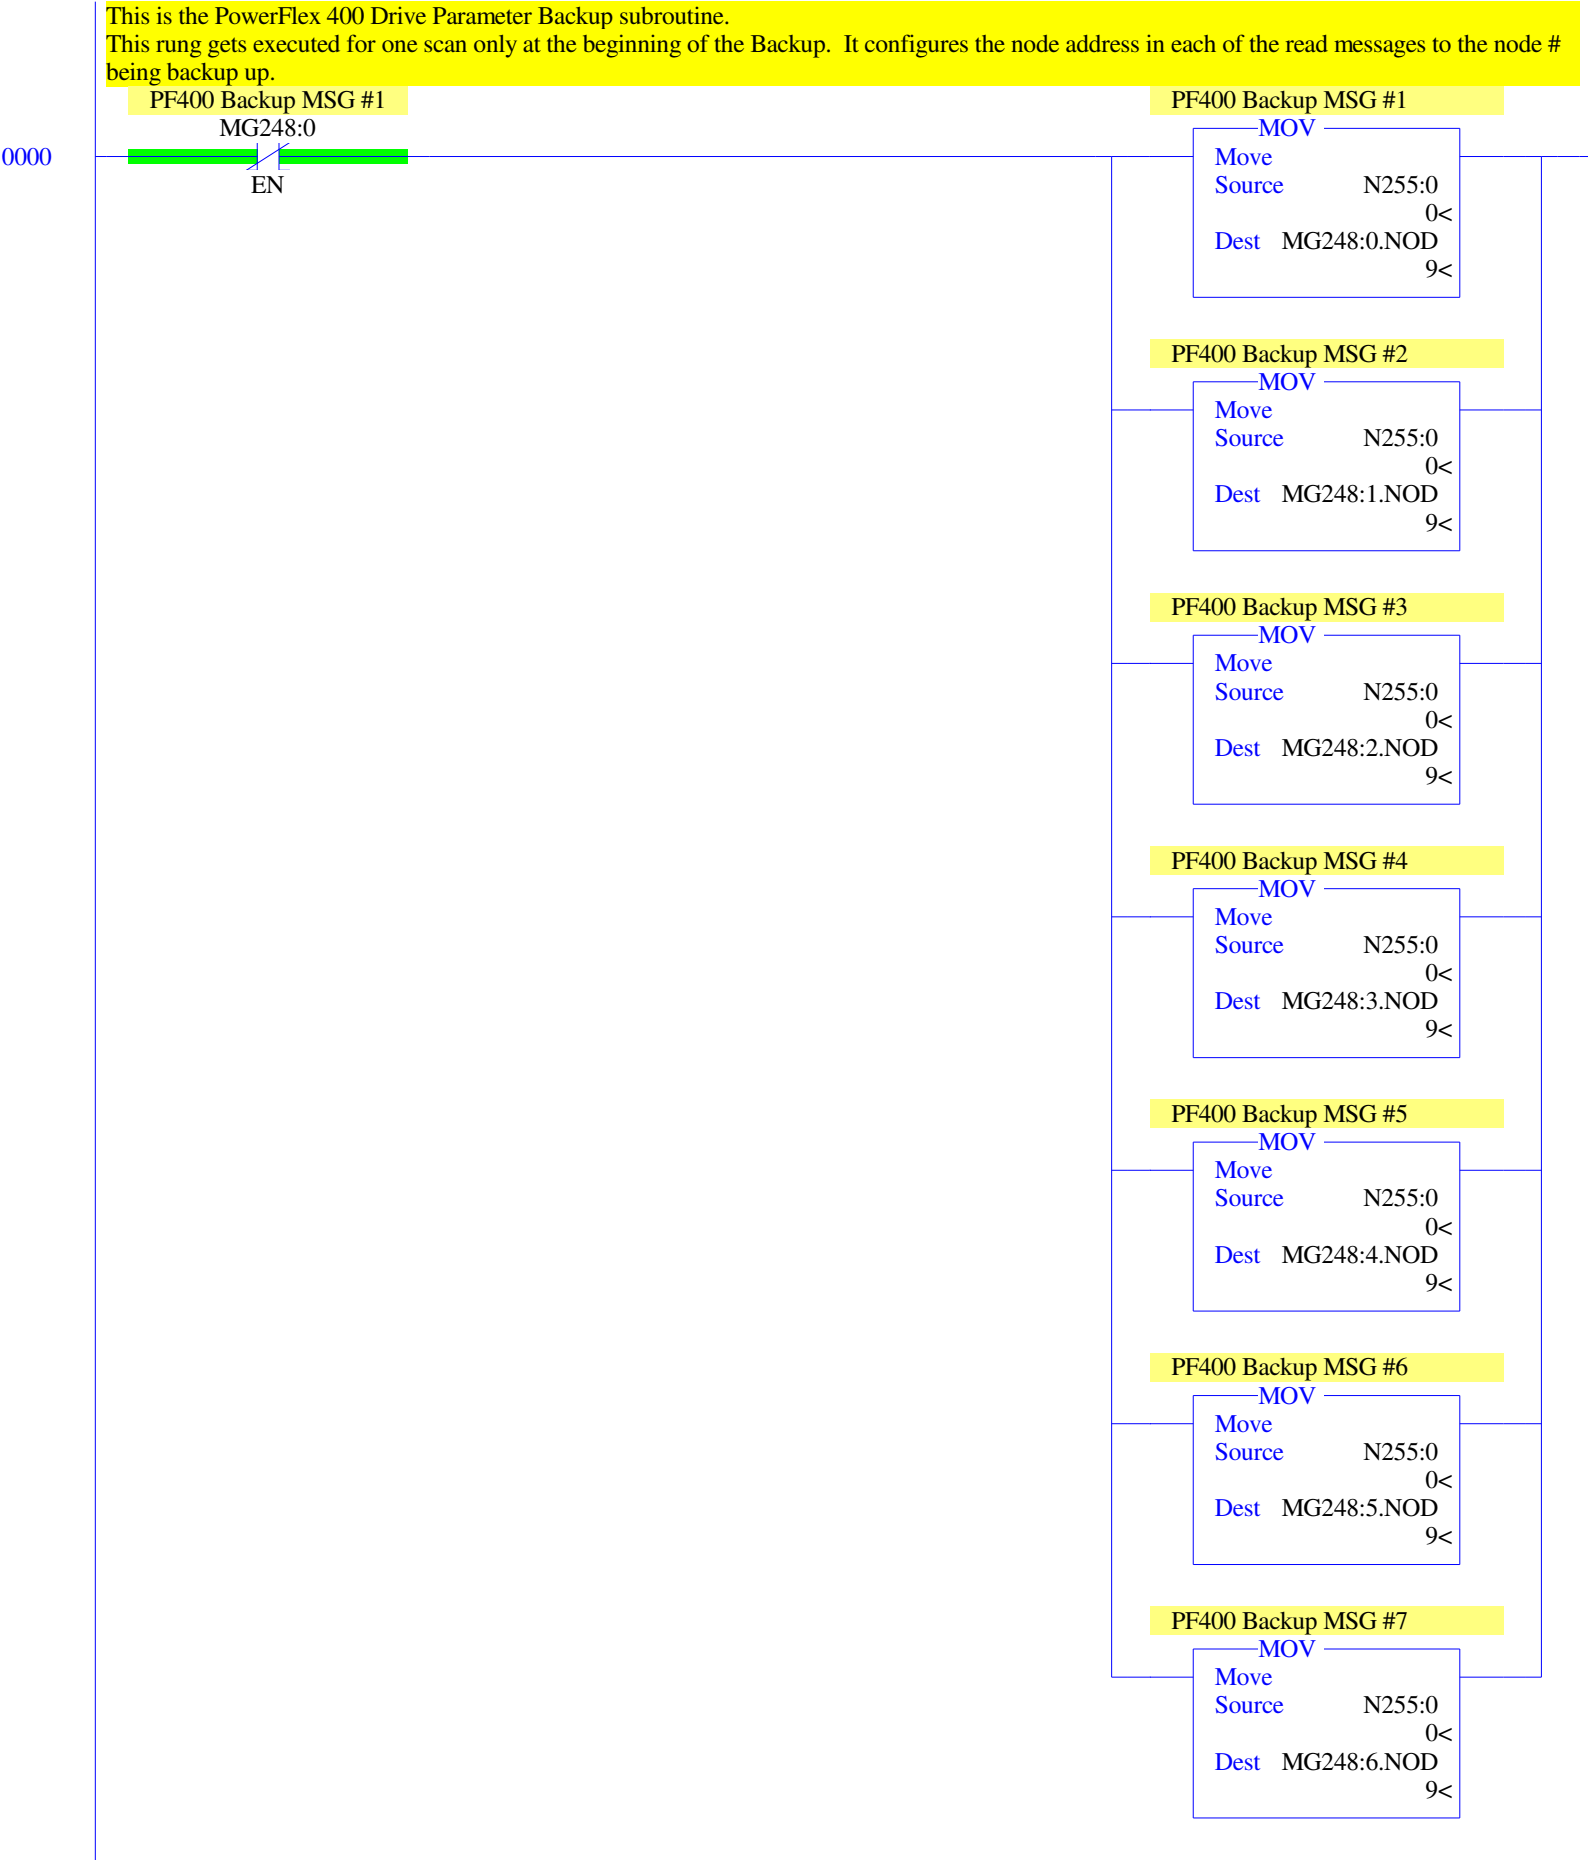 This is the PowerFlex 400 Drive Parameter Backup subroutine.
This rung gets executed for one scan only at the beginning of the Backup.  It configures the node address in each of the read messages to the node #
being backup up.
PF400 Backup MSG #1
MG248:0
EN
0000
PF400 Backup MSG #1
MOV
Move
Source N255:0
0<
Dest MG248:0.NOD
9<
PF400 Backup MSG #2
MOV
Move
Source N255:0
0<
Dest MG248:1.NOD
9<
PF400 Backup MSG #3
MOV
Move
Source N255:0
0<
Dest MG248:2.NOD
9<
PF400 Backup MSG #4
MOV
Move
Source N255:0
0<
Dest MG248:3.NOD
9<
PF400 Backup MSG #5
MOV
Move
Source N255:0
0<
Dest MG248:4.NOD
9<
PF400 Backup MSG #6
MOV
Move
Source N255:0
0<
Dest MG248:5.NOD
9<
PF400 Backup MSG #7
MOV
Move
Source N255:0
0<
Dest MG248:6.NOD
9<